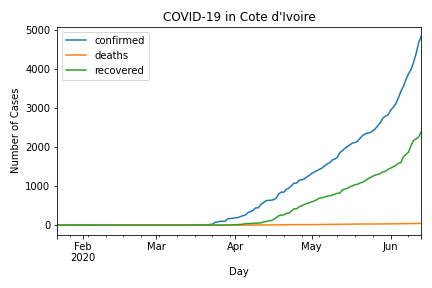 COVID-19 in Cote d'Ivoire
confirmed
deaths
recovered
Number of Cases
5000
4000
3000
2000
1000
0
Feb
2020
Mar
Apr
May
Jun
Day